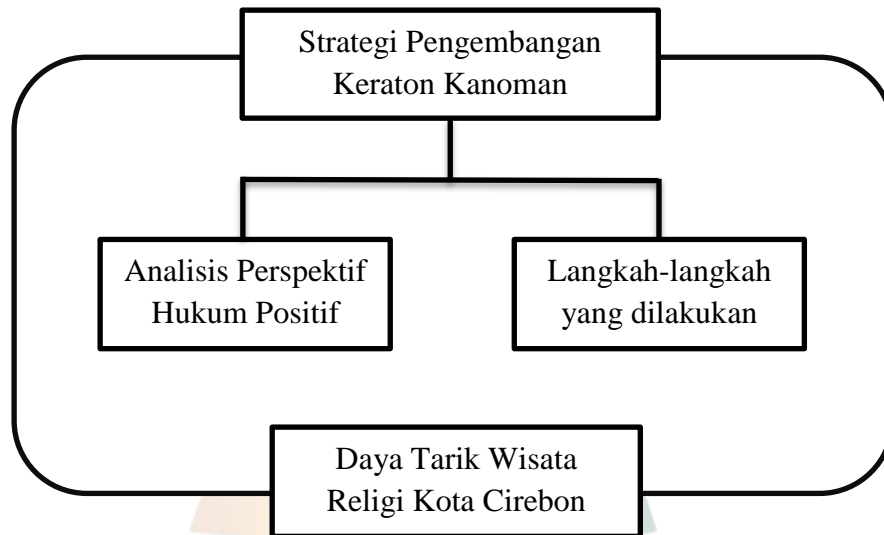 Strategi Pengembangan
Keraton Kanoman
Analisis Perspektif
Hukum Positif
Langkah-langkah
yang dilakukan
Daya Tarik Wisata
Religi Kota Cirebon